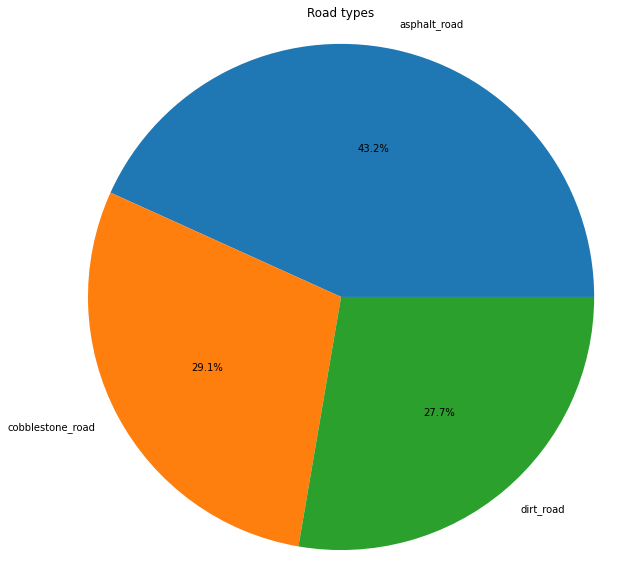 Road types
asphalt_road
43.2%
29.1%
27.7%
cobblestone_road
dirt_road